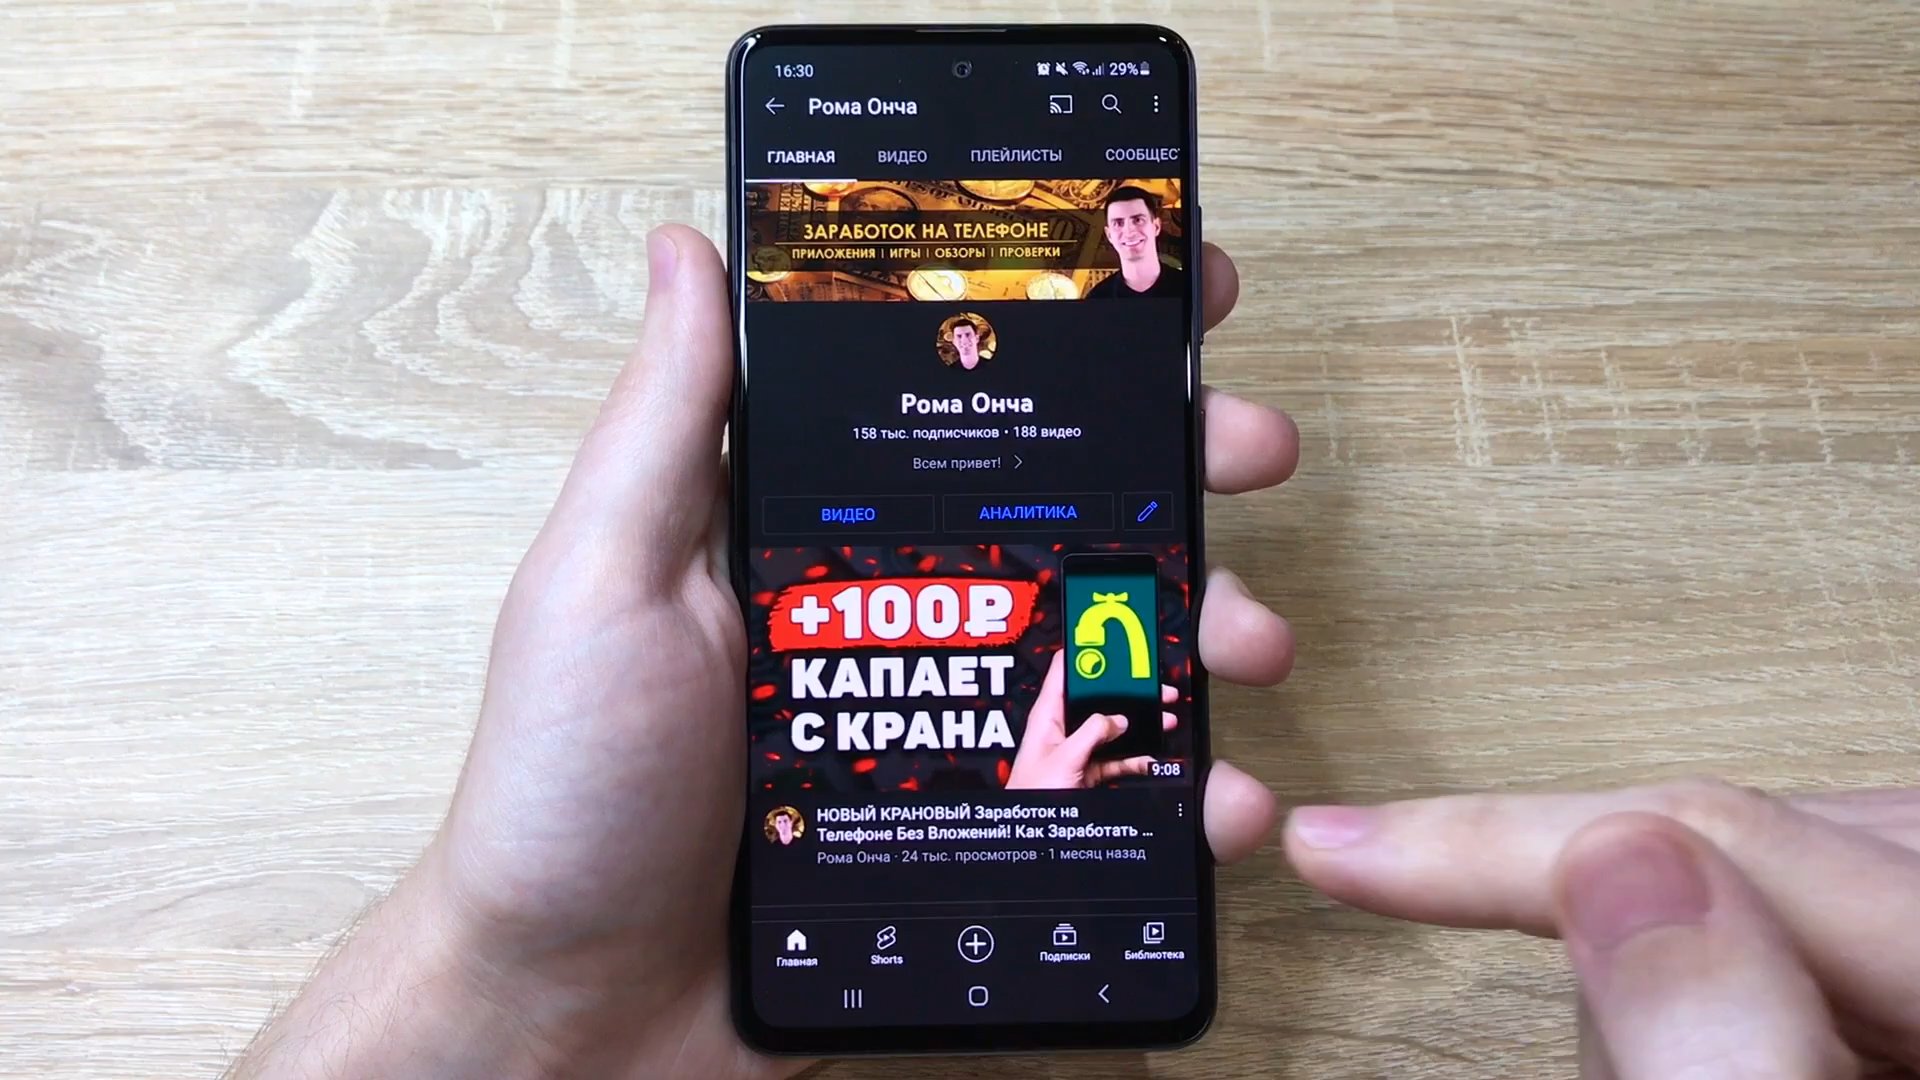 16:30
29%
Рома Онча
ГЛАВНАЯ
ВИДЕО
ПЛЕЙЛИСТЫ
СООБЩЕСТ
ЗАРАБОТОК НА ТЕЛЕФОНЕ
ПРИЛОЖЕНИЯ | ИГРЫ | ОБЗОРЫ | ПРОВЕРКИ
Рома Онча
158 тыс. подписчиков • 188 видео
Всем привет!
ВИДЕО
АНАЛИТИКА
+100₽
КАПАЕТ
С КРАНА
9:08
НОВЫЙ КРАНОВЫЙ Заработок на
Телефоне Без Вложений! Как Заработать ...
Рома Онча · 24 тыс. просмотров · 1 месяц назад
Главная
Shorts
Подписки
Библиотека